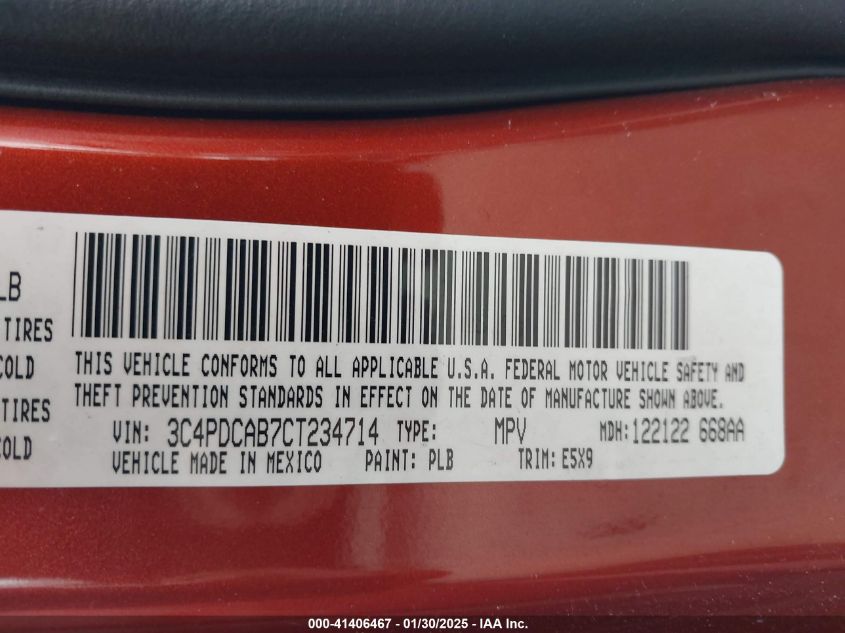 LB
TIRES
COLD
TIRES
COLD
THIS VEHICLE CONFORMS TO ALL APPLICABLE U.S.A. FEDERAL MOTOR VEHICLE SAFETY AND
THEFT PREVENTION STANDARDS IN EFFECT ON THE DATE OF MANUFACTURE SHOWN ABOVE.
VIN: 3C4PDCAB7CT234714 TYPE: MPV MDH:122122 668AA
VEHICLE MADE IN MEXICO PAINT: PLB TRIM: E5X9
000-41406467 - 01/30/2025 - IAA Inc.